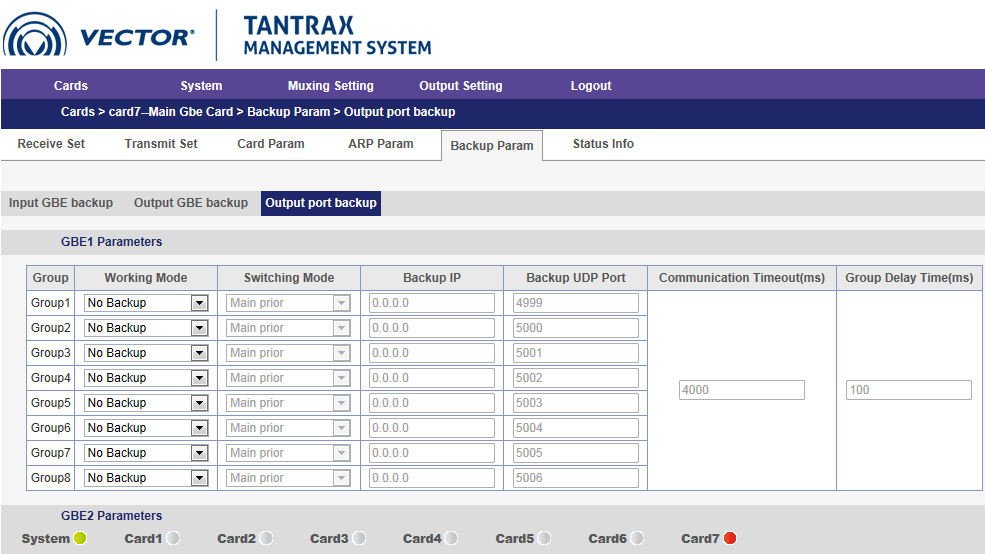 VECTOR
TANTRAX
MANAGEMENT SYSTEM
Cards System Muxing Setting Output Setting Logout
Cards > card7--Main Gbe Card > Backup Param > Output port backup
Receive Set Transmit Set Card Param ARP Param Backup Param Status Info
Input GBE backup Output GBE backup Output port backup
GBE1 Parameters
Group Working Mode Switching Mode Backup IP Backup UDP Port Communication Timeout(ms) Group Delay Time(ms)
Group1 No Backup Main prior 0.0.0.0 4999
Group2 No Backup Main prior 0.0.0.0 5000
Group3 No Backup Main prior 0.0.0.0 5001
Group4 No Backup Main prior 0.0.0.0 5002
4000 100
Group5 No Backup Main prior 0.0.0.0 5003
Group6 No Backup Main prior 0.0.0.0 5004
Group7 No Backup Main prior 0.0.0.0 5005
Group8 No Backup Main prior 0.0.0.0 5006
GBE2 Parameters
System Card1 Card2 Card3 Card4 Card5 Card6 Card7